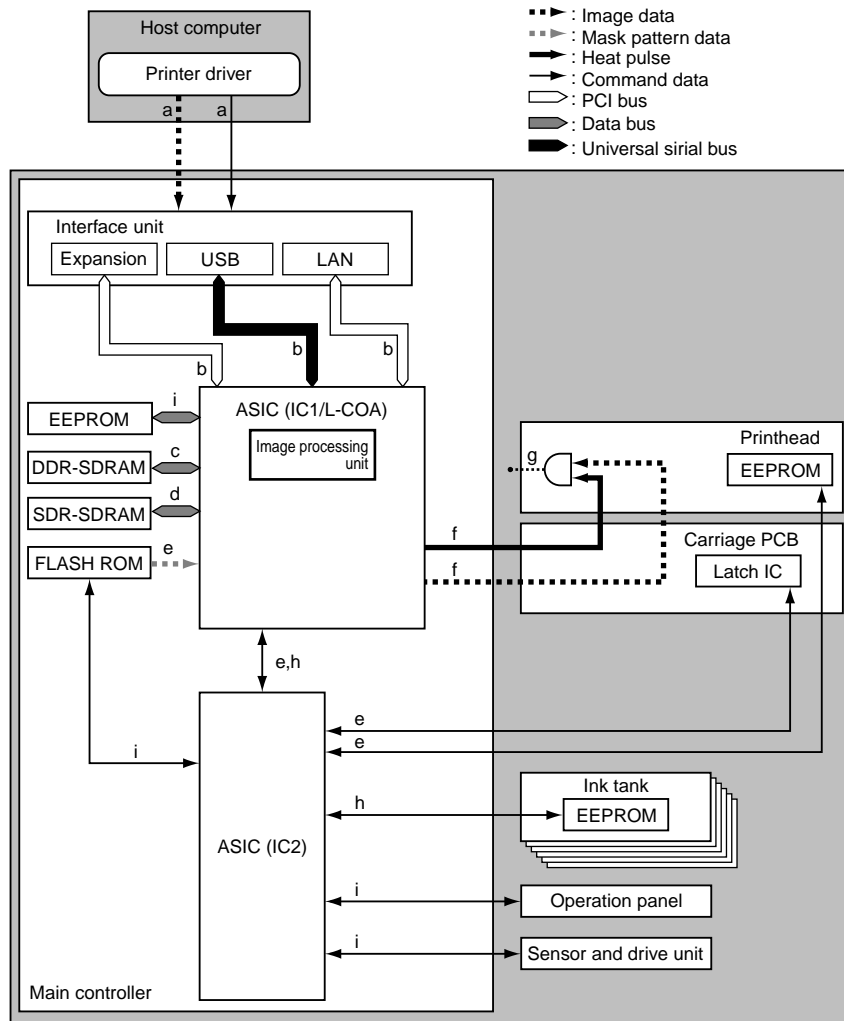 Host computer
Printer driver
a
a
: Image data
: Mask pattern data
: Heat pulse
: Command data
: PCI bus
: Data bus
: Universal sirial bus
Interface unit
Expansion
USB
LAN
b
b
b
ASIC (IC1/L-COA)
Image processing
unit
EEPROM
i
DDR-SDRAM
c
SDR-SDRAM
d
FLASH ROM
e
f
f
g
Printhead
EEPROM
Carriage PCB
Latch IC
e,h
i
e
e
ASIC (IC2)
h
Ink tank
EEPROM
i
Operation panel
i
Sensor and drive unit
Main controller